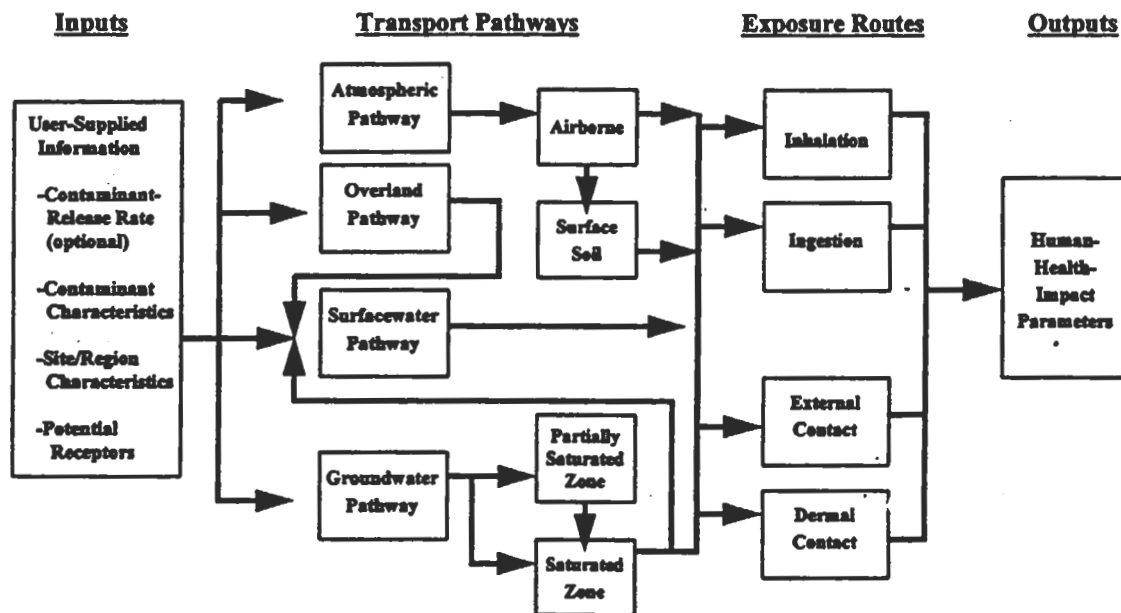 Inputs
Transport Pathways
Exposure Routes
Outputs
User-Supplied
Information
-Contaminant-
Release Rate
(optional)
-Contaminant
Characteristics
-Site/Region
Characteristics
-Potential
Receptors
Atmospheric
Pathway
Overland
Pathway
Surfacewater
Pathway
Groundwater
Pathway
Airborne
Surface
Soil
Partially
Saturated
Zone
Saturated
Zone
Inhalation
Ingestion
External
Contact
Dermal
Contact
Human-
Health-
Impact
Parameters